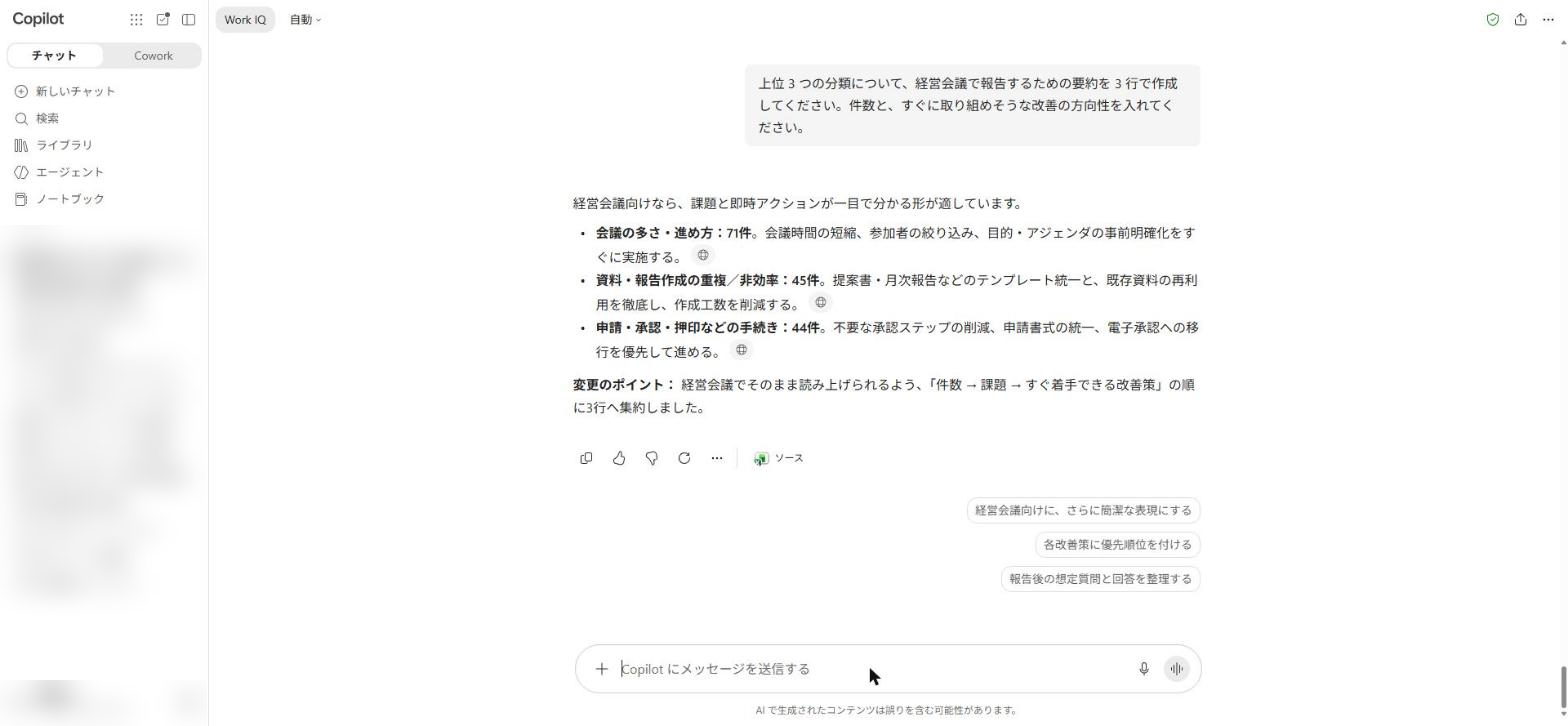 Copilot
チャット
Cowork
新しいチャット
検索
ライブラリ
エージェント
ノートブック
Work IQ
自動
上位 3 つの分類について、経営会議で報告するための要約を 3 行で作成
してください。件数と、すぐに取り組めそうな改善の方向性を入れてく
ださい。
経営会議向けなら、課題と即時アクションが一目で分かる形が適しています。
• 会議の多さ・進め方：71件。会議時間の短縮、参加者の絞り込み、目的・アジェンダの事前明確化をす
ぐに実施する。
• 資料・報告作成の重複／非効率：45件。提案書・月次報告などのテンプレート統一と、既存資料の再利
用を徹底し、作成工数を削減する。
• 申請・承認・押印などの手続き：44件。不要な承認ステップの削減、申請書式の統一、電子承認への移
行を優先して進める。
変更のポイント： 経営会議でそのまま読み上げられるよう、「件数 → 課題 → すぐ着手できる改善策」の順
に3行へ集約しました。
ソース
経営会議向けに、さらに簡潔な表現にする
各改善策に優先順位を付ける
報告後の想定質問と回答を整理する
Copilot にメッセージを送信する
AI で生成されたコンテンツは誤りを含む可能性があります。